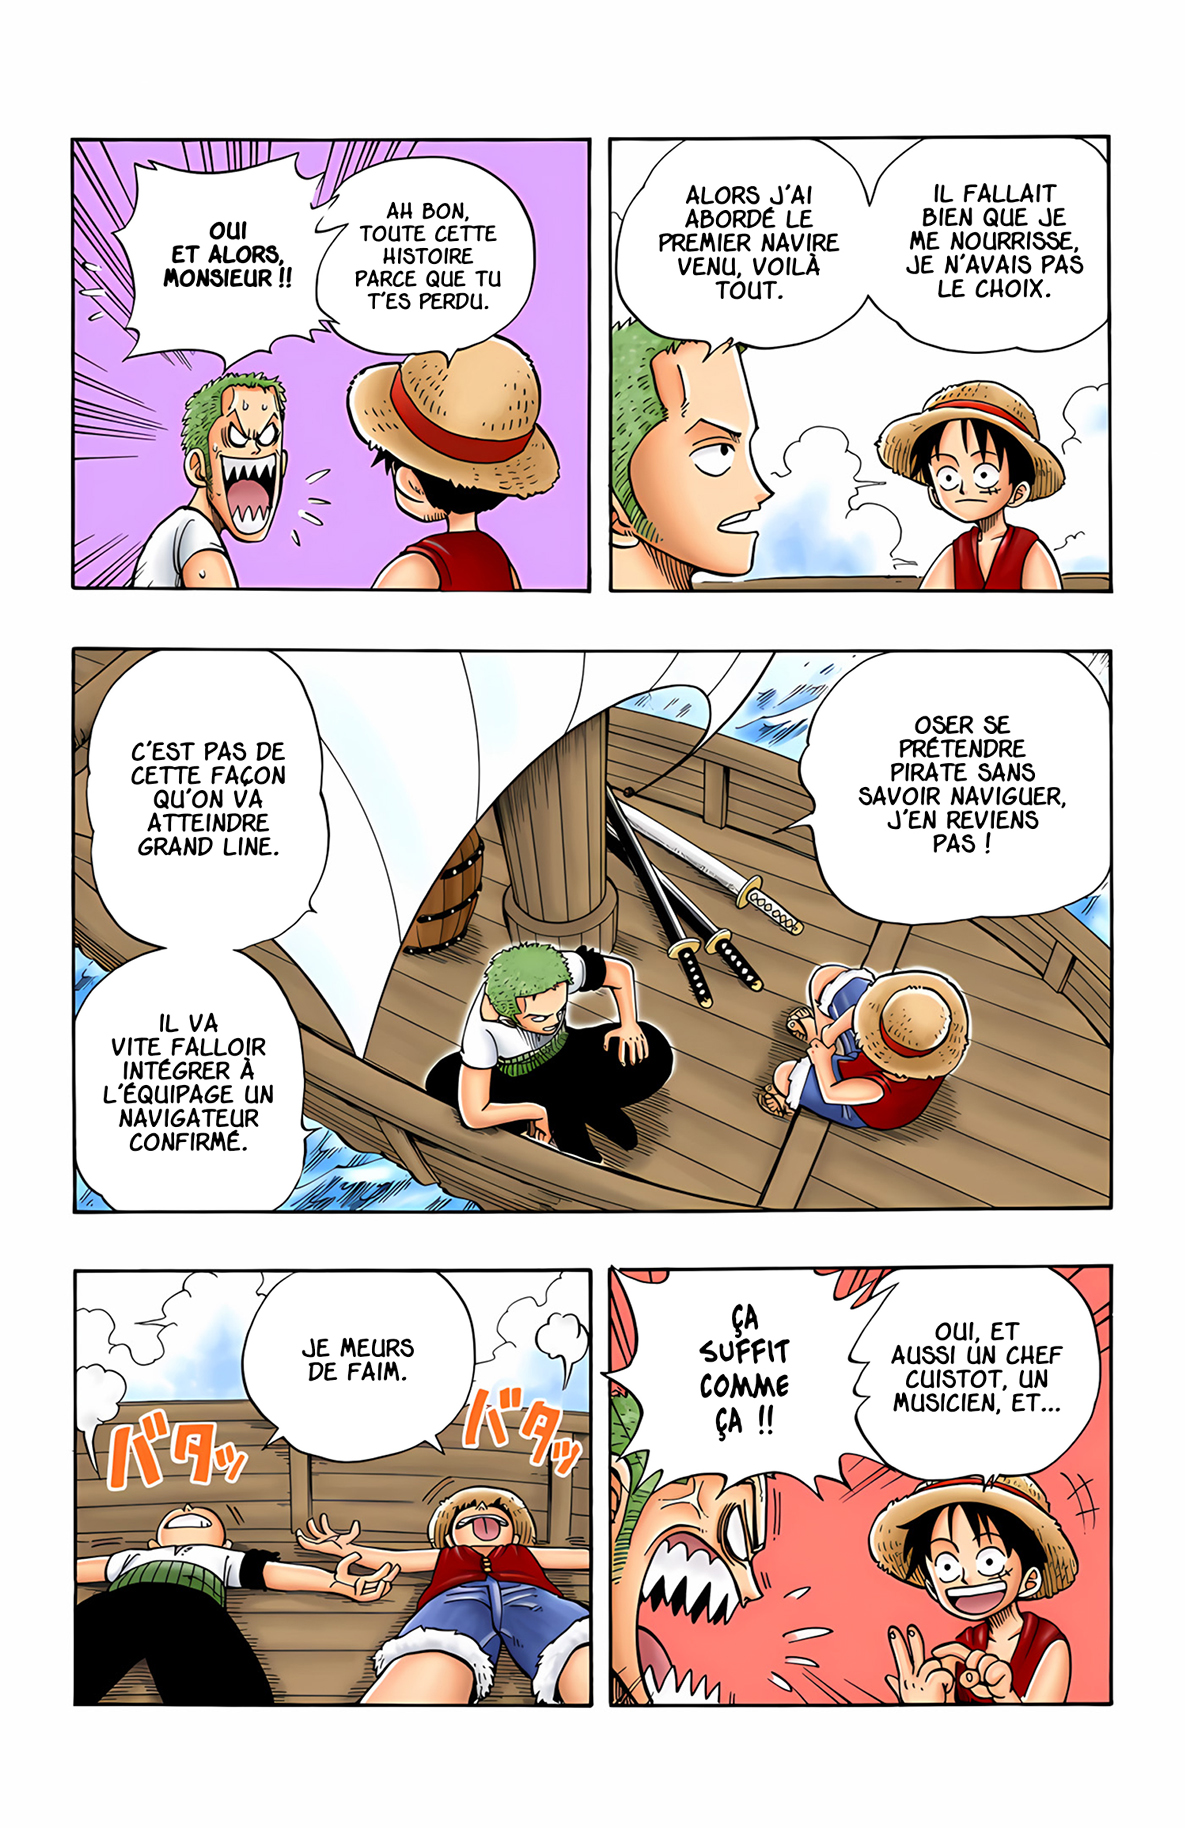 IL FALLAIT
BIEN QUE JE
ME NOURRISSE,
JE N'AVAIS PAS
LE CHOIX.
ALORS J'AI
ABORDÉ LE
PREMIER NAVIRE
VENU, VOILÀ
TOUT.
AH BON,
TOUTE CETTE
HISTOIRE
PARCE QUE TU
T'ES PERDU.
OUI
ET ALORS,
MONSIEUR !!
OSER SE
PRÉTENDRE
PIRATE SANS
SAVOIR NAVIGUER,
J'EN REVIENS
PAS !
C'EST PAS DE
CETTE FAÇON
QU'ON VA
ATTEINDRE
GRAND LINE.
IL VA
VITE FALLOIR
INTÉGRER À
L'ÉQUIPAGE UN
NAVIGATEUR
CONFIRMÉ.
OUI, ET
AUSSI UN CHEF
CUISTOT, UN
MUSICIEN, ET...
ÇA
SUFFIT
COMME
ÇA !!
JE MEURS
DE FAIM.
バタッ
バタッ